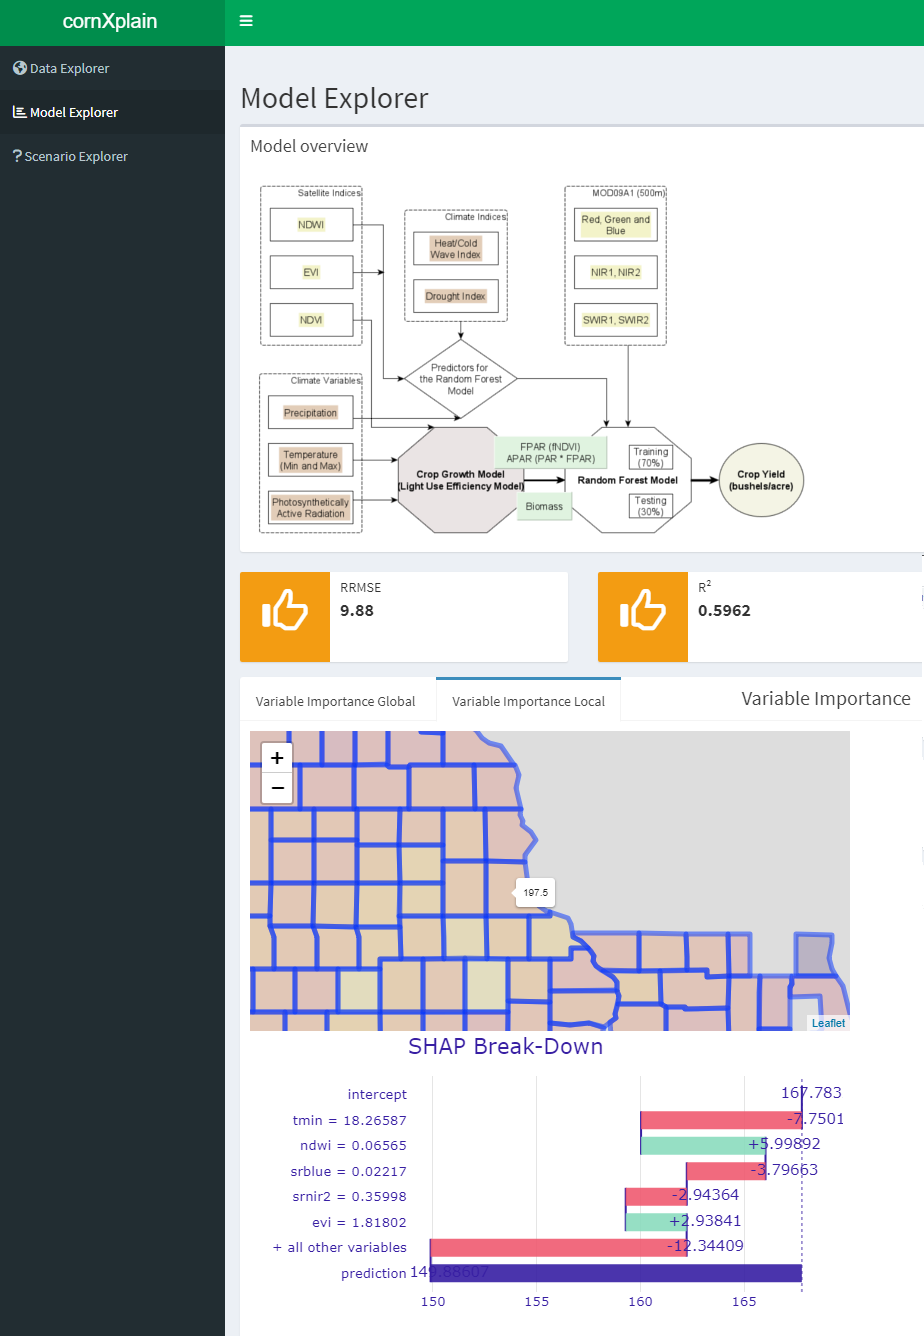 cornXplain
Data Explorer
Model Explorer
Scenario Explorer
Model Explorer
Model overview
Satellite Indices
NDWI
EVI
NDVI
Climate Indices
Heat/Cold
Wave Index
Drought Index
MOD09A1 (500m)
Red, Green and
Blue
NIR1, NIR2
SWIR1, SWIR2
Predictors for
the Random Forest
Model
Climate Variables
Precipitation
Temperature
(Min and Max)
Photosynthetically
Active Radiation
Crop Growth Model
(Light Use Efficiency Model)
FPAR (fNDVI)
APAR (PAR * FPAR)
Biomass
Training
(70%)
Random Forest Model
Testing
(30%)
Crop Yield
(bushels/acre)
RRMSE
9.88
R²
0.5962
Variable Importance Global
Variable Importance Local
Variable Importance
+
−
197.5
Leaflet
SHAP Break-Down
intercept 167.783
tmin = 18.26587 -7.7501
ndwi = 0.06565 +5.99892
srblue = 0.02217 -3.79663
srnir2 = 0.35998 -2.94364
evi = 1.81802 +2.93841
+ all other variables -12.34409
prediction 149.88607
150 155 160 165